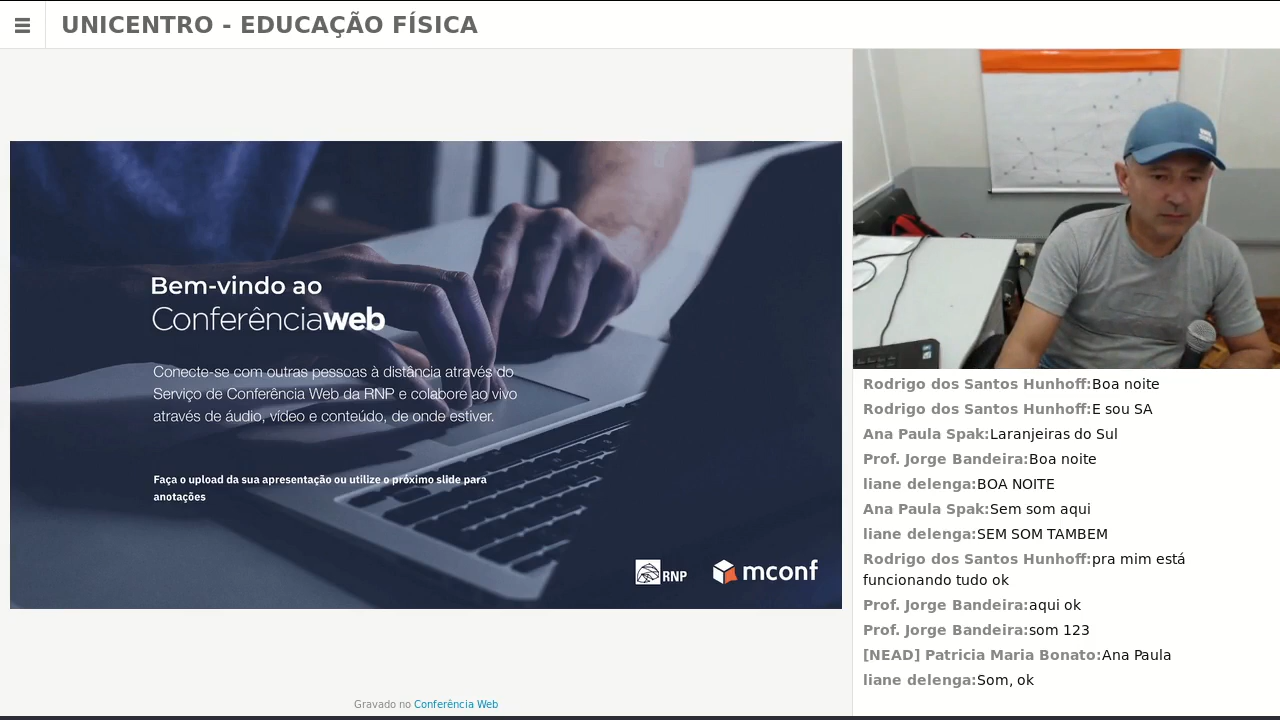 UNICENTRO - EDUCAÇÃO FÍSICA
Bem-vindo ao
Conferênciaweb
Conecte-se com outras pessoas à distância através do
Serviço de Conferência Web da RNP e colabore ao vivo
através de áudio, vídeo e conteúdo, de onde estiver.
Faça o upload da sua apresentação ou utilize o próximo slide para
anotações
RNP
mconf
Gravado no Conferência Web
Rodrigo dos Santos Hunhoff:Boa noite
Rodrigo dos Santos Hunhoff:E sou SA
Ana Paula Spak:Laranjeiras do Sul
Prof. Jorge Bandeira:Boa noite
liane delenga:BOA NOITE
Ana Paula Spak:Sem som aqui
liane delenga:SEM SOM TAMBEM
Rodrigo dos Santos Hunhoff:pra mim está
funcionando tudo ok
Prof. Jorge Bandeira:aqui ok
Prof. Jorge Bandeira:som 123
[NEAD] Patricia Maria Bonato:Ana Paula
liane delenga:Som, ok